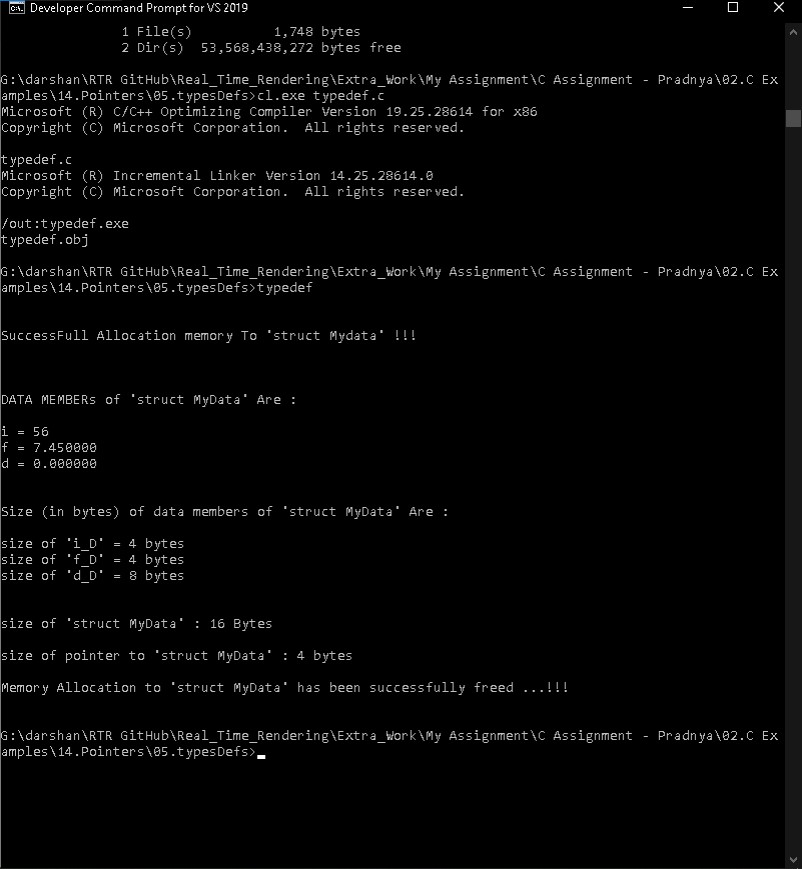 Developer Command Prompt for VS 2019
1 File(s) 1,748 bytes
2 Dir(s) 53,568,438,272 bytes free
G:\darshan\RTR GitHub\Real_Time_Rendering\Extra_Work\My Assignment\C Assignment - Pradnya\02.C Ex
amples\14.Pointers\05.typesDefs>cl.exe typedef.c
Microsoft (R) C/C++ Optimizing Compiler Version 19.25.28614 for x86
Copyright (C) Microsoft Corporation.  All rights reserved.
typedef.c
Microsoft (R) Incremental Linker Version 14.25.28614.0
Copyright (C) Microsoft Corporation.  All rights reserved.
/out:typedef.exe
typedef.obj
G:\darshan\RTR GitHub\Real_Time_Rendering\Extra_Work\My Assignment\C Assignment - Pradnya\02.C Ex
amples\14.Pointers\05.typesDefs>typedef
SuccessFull Allocation memory To 'struct Mydata' !!!
DATA MEMBERs of 'struct MyData' Are :
i = 56
f = 7.450000
d = 0.000000
Size (in bytes) of data members of 'struct MyData' Are :
size of 'i_D' = 4 bytes
size of 'f_D' = 4 bytes
size of 'd_D' = 8 bytes
size of 'struct MyData' : 16 Bytes
size of pointer to 'struct MyData' : 4 bytes
Memory Allocation to 'struct MyData' has been successfully freed ...!!!
G:\darshan\RTR GitHub\Real_Time_Rendering\Extra_Work\My Assignment\C Assignment - Pradnya\02.C Ex
amples\14.Pointers\05.typesDefs>